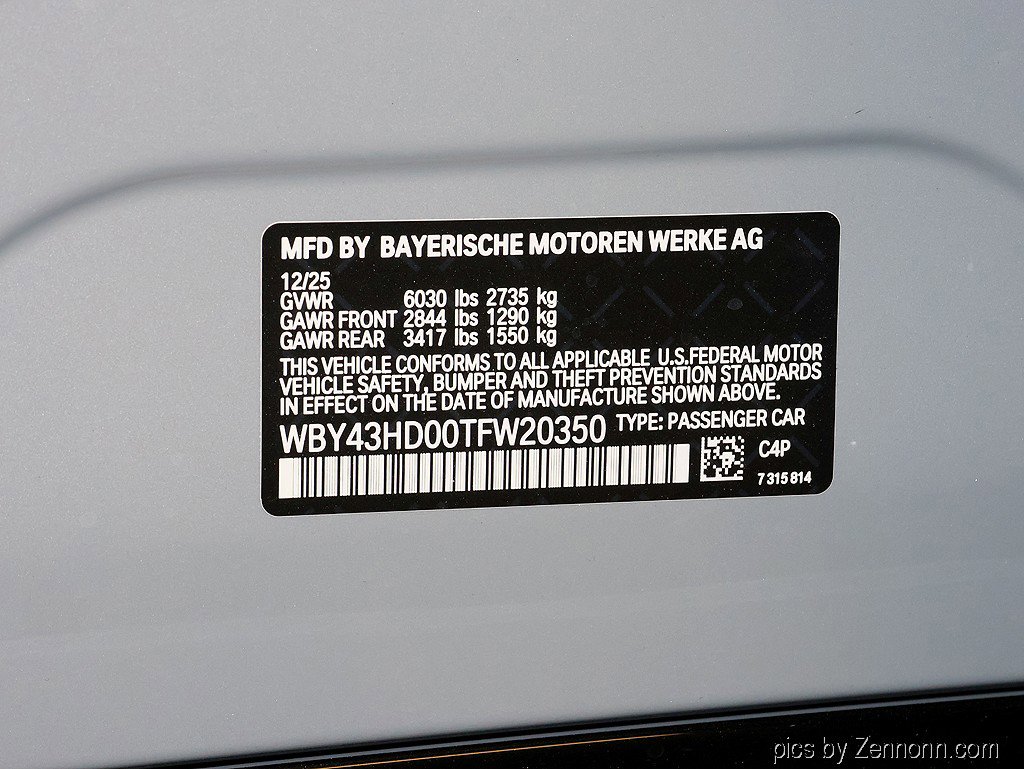 MFD BY BAYERISCHE MOTOREN WERKE AG
12/25
GVWR 6030 lbs 2735 kg
GAWR FRONT 2844 lbs 1290 kg
GAWR REAR 3417 lbs 1550 kg
THIS VEHICLE CONFORMS TO ALL APPLICABLE U.S.FEDERAL MOTOR
VEHICLE SAFETY, BUMPER AND THEFT PREVENTION STANDARDS
IN EFFECT ON THE DATE OF MANUFACTURE SHOWN ABOVE.
WBY43HD00TFW20350 TYPE: PASSENGER CAR
C4P
7 315 814
pics by Zennonn.com